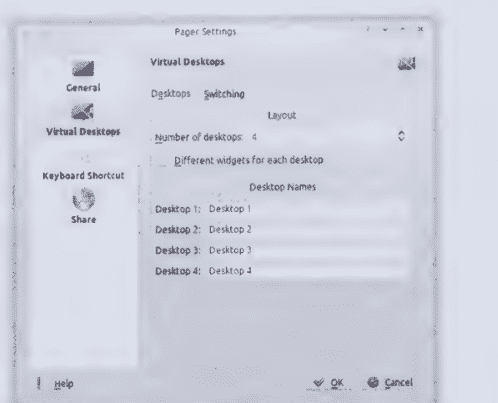 Pager Settings
General
Virtual Desktops
Keyboard Shortcut
Share
Virtual Desktops
Desktops Switching
Layout
Number of desktops: 4
Different widgets for each desktop
Desktop Names
Desktop 1: Desktop 1
Desktop 2: Desktop 2
Desktop 3: Desktop 3
Desktop 4: Desktop 4
Help
OK
Cancel